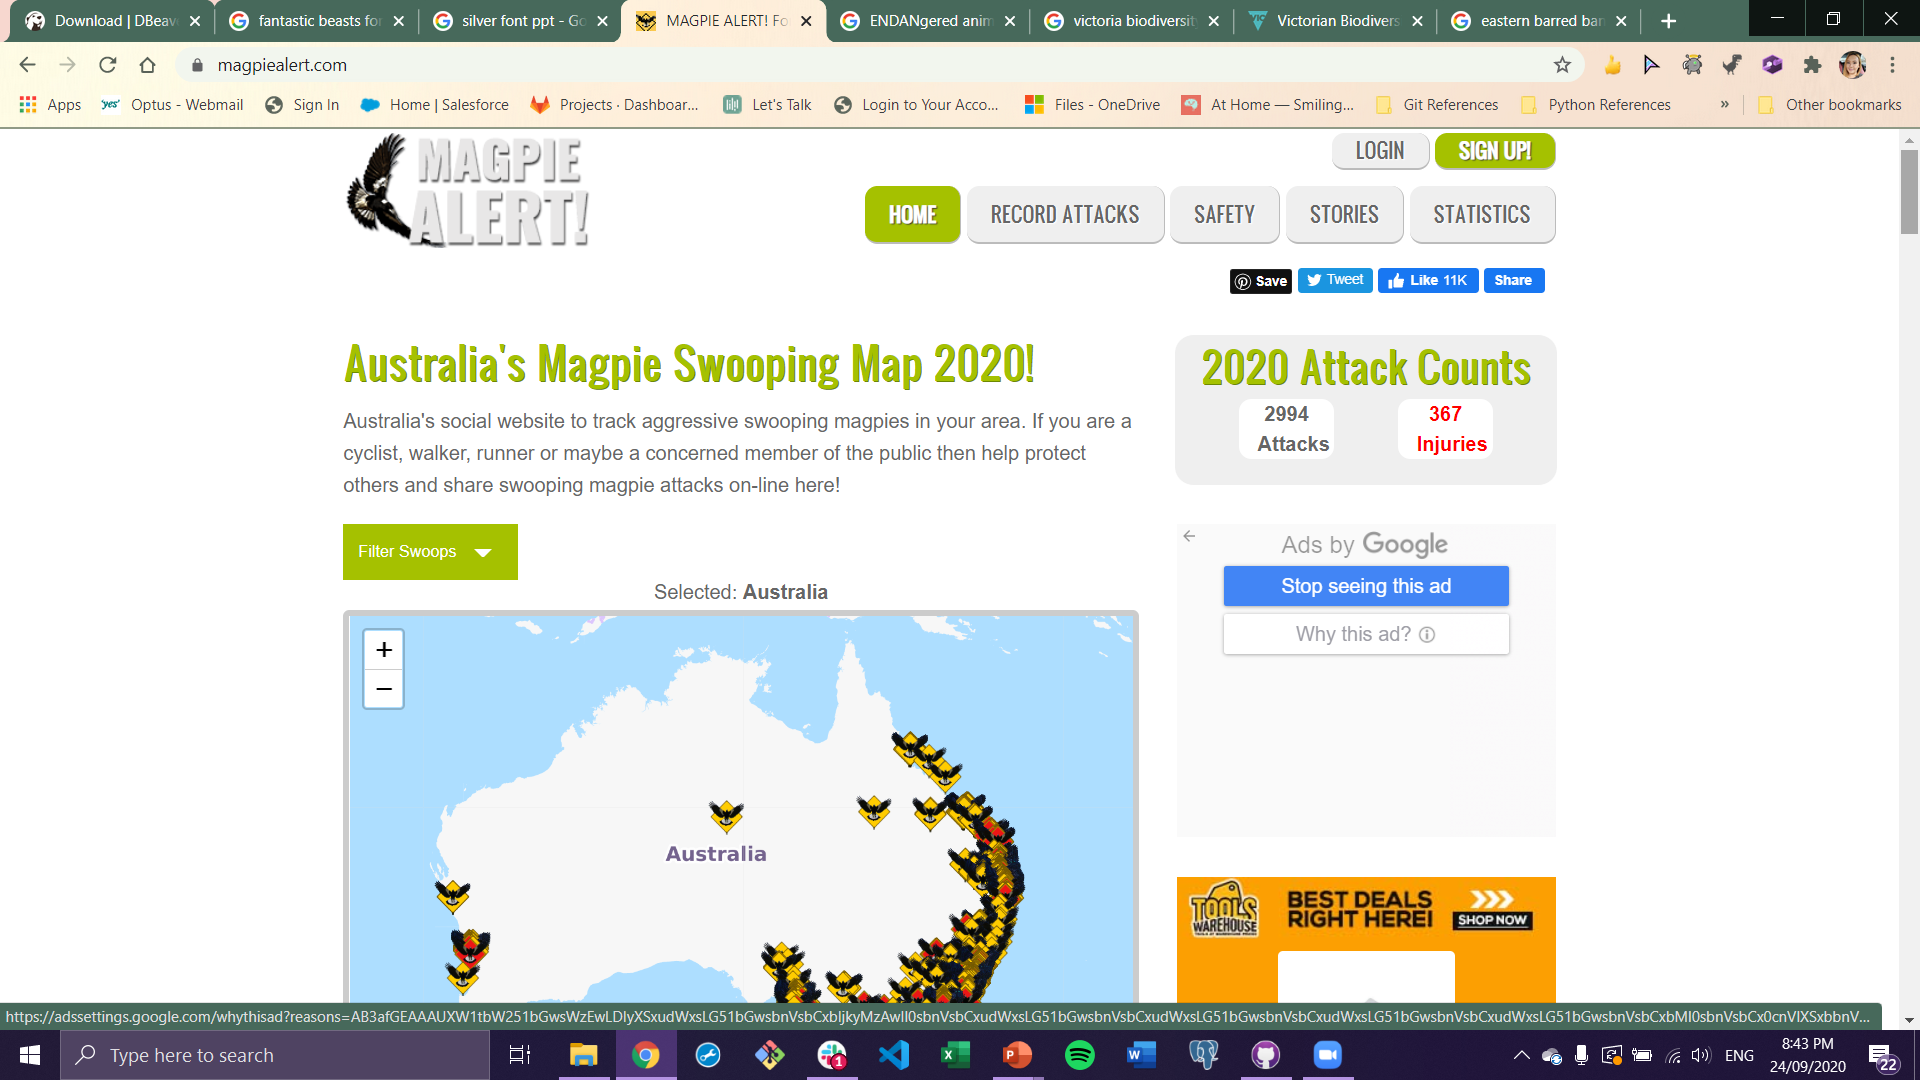 Download | DBeav
fantastic beasts fo
silver font ppt - Go
MAGPIE ALERT! Fo
ENDANgered anim
victoria biodiversit
Victorian Biodivers
eastern barred ban
magpiealert.com
Apps
Optus - Webmail
Sign In
Home | Salesforce
Projects · Dashboar...
Let's Talk
Login to Your Acco...
Files - OneDrive
At Home — Smiling...
Git References
Python References
»
Other bookmarks
MAGPIE
ALERT!
LOGIN
SIGN UP!
HOME
RECORD ATTACKS
SAFETY
STORIES
STATISTICS
Save
Tweet
Like 11K
Share
Australia's Magpie Swooping Map 2020!
Australia's social website to track aggressive swooping magpies in your area. If you are a
cyclist, walker, runner or maybe a concerned member of the public then help protect
others and share swooping magpie attacks on-line here!
2020 Attack Counts
2994
Attacks
367
Injuries
Filter Swoops
Selected: Australia
+
−
Australia
Ads by Google
Stop seeing this ad
Why this ad?
TOOLS
WAREHOUSE
BEST DEALS
RIGHT HERE!
SHOP NOW
Type here to search
1
ENG
8:43 PM
24/09/2020
22